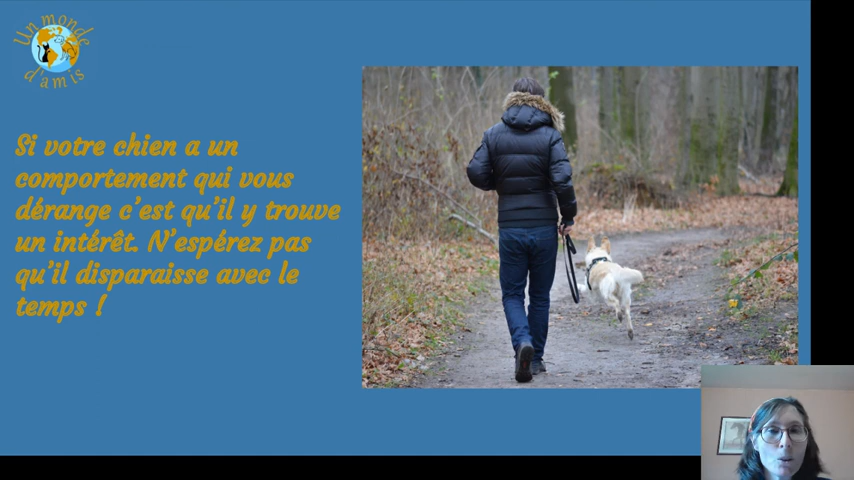 Un monde
d'amis
Si votre chien a un
comportement qui vous
dérange c'est qu'il y trouve
un intérêt. N'espérez pas
qu'il disparaisse avec le
temps !